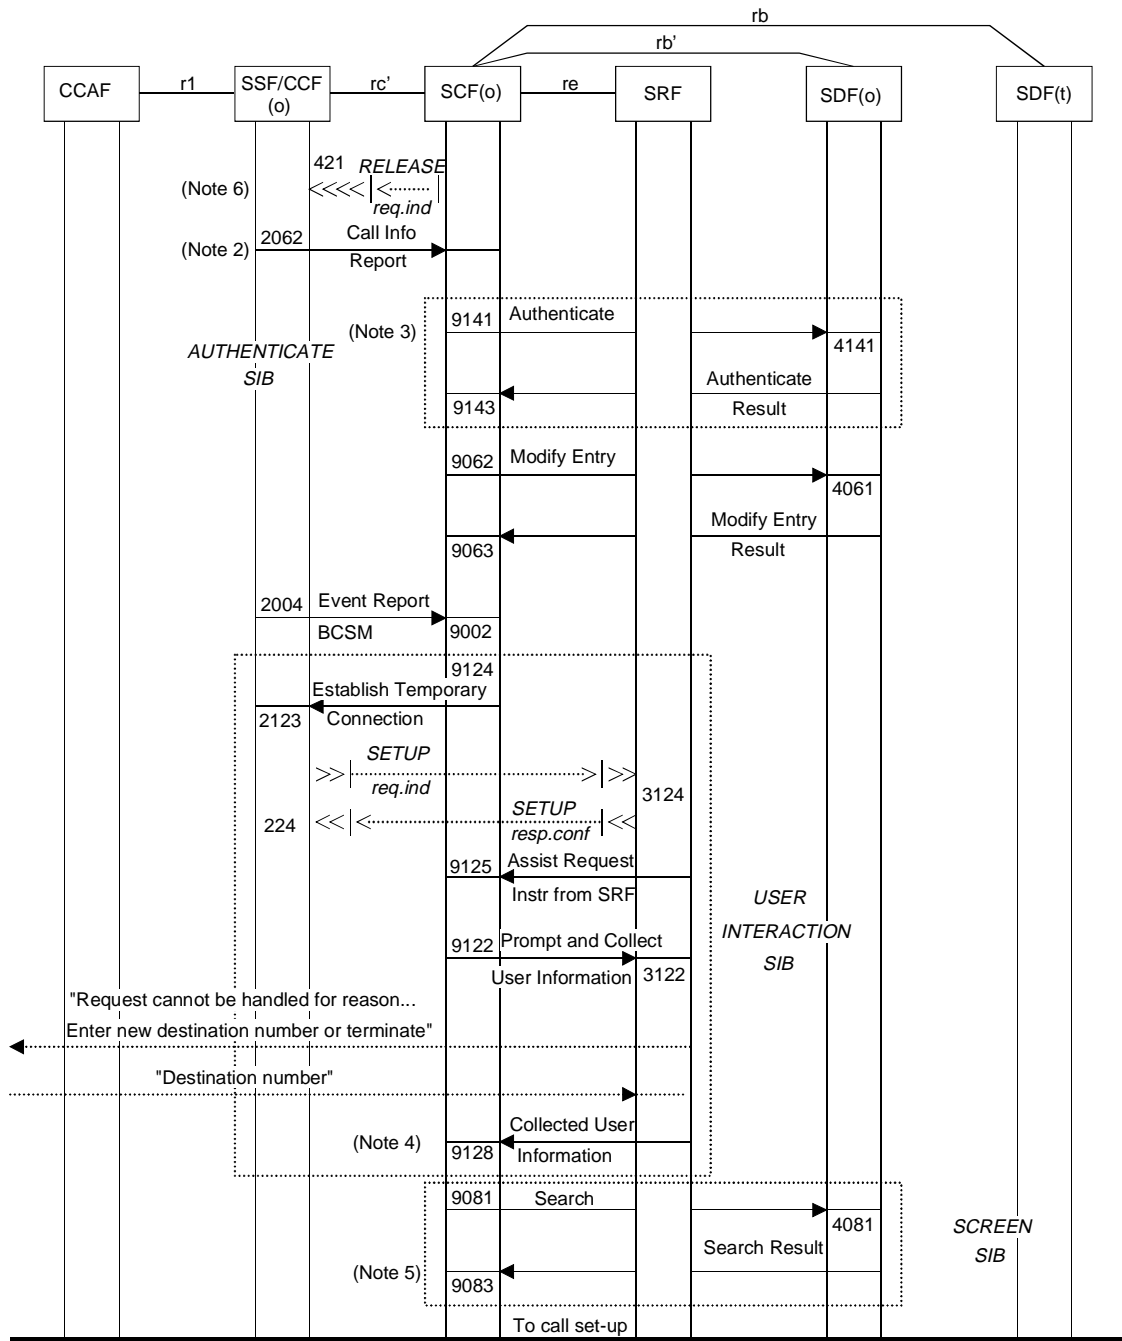 rb
rb'
CCAF
r1
SSF/CCF
(o)
rc'
SCF(o)
re
SRF
SDF(o)
SDF(t)
421
RELEASE
(Note 6)
req.ind
(Note 2)
2062
Call Info
Report
9141
Authenticate
(Note 3)
4141
AUTHENTICATE
SIB
Authenticate
9143
Result
9062
Modify Entry
4061
Modify Entry
9063
Result
2004
Event Report
BCSM
9002
9124
Establish Temporary
2123
Connection
SETUP
req.ind
3124
SETUP
224
resp.conf
9125
Assist Request
Instr from SRF
USER
INTERACTION
SIB
9122
Prompt and Collect
User Information
3122
"Request cannot be handled for reason...
Enter new destination number or terminate"
"Destination number"
Collected User
(Note 4)
9128
Information
9081
Search
4081
SCREEN
SIB
Search Result
(Note 5)
9083
To call set-up